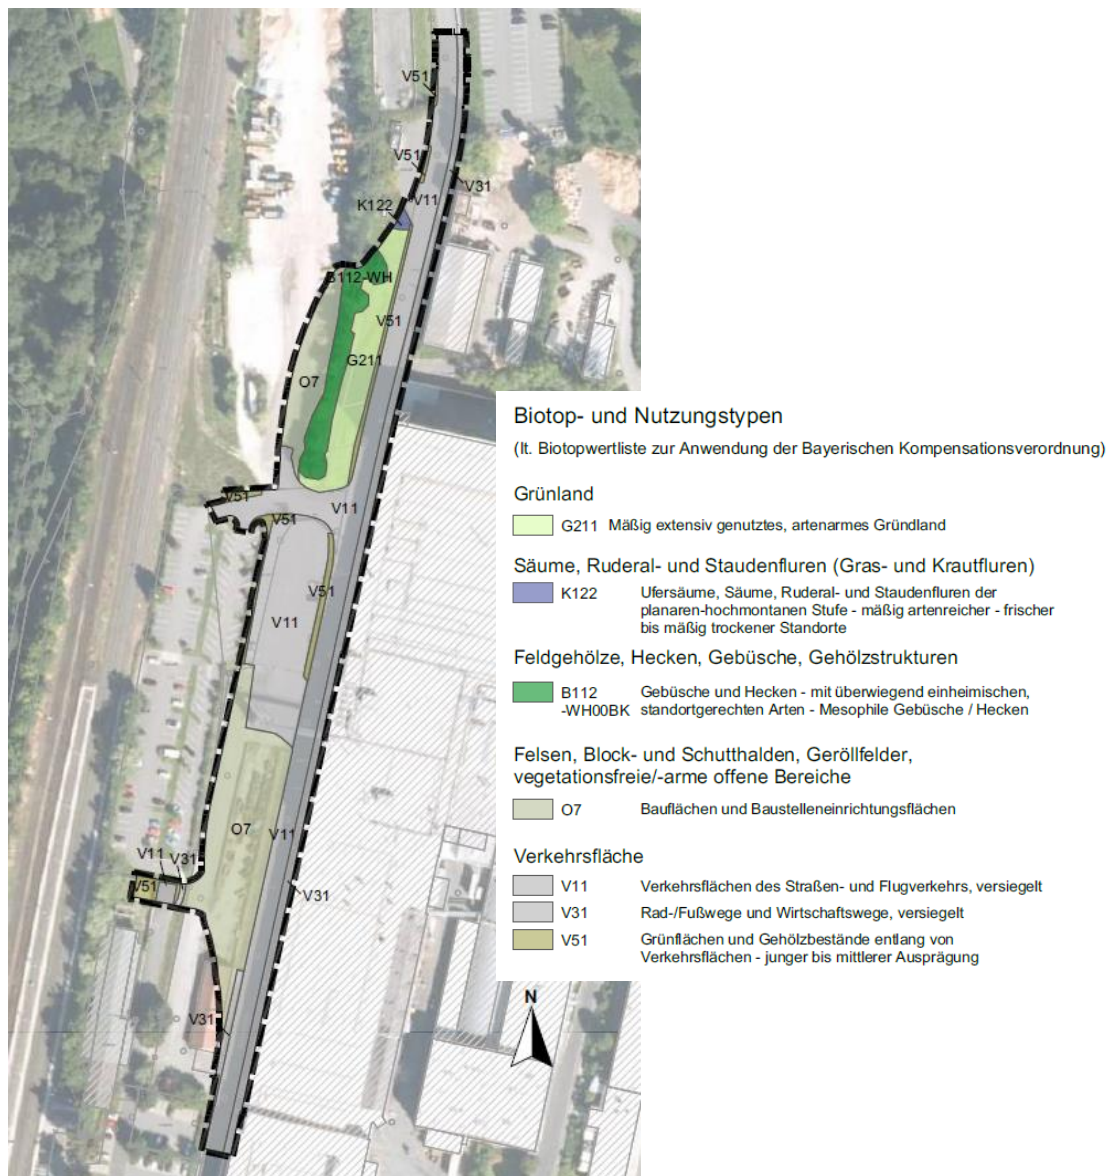 V51
V51
V31
V11
K122
B112-WH
V51
G211
O7
V51
V11
V51
V51
V11
O7
V11
V11
V31
V51
V31
V31
Biotop- und Nutzungstypen
(lt. Biotopwertliste zur Anwendung der Bayerischen Kompensationsverordnung)
Grünland
G211 Mäßig extensiv genutztes, artenarmes Gründland
Säume, Ruderal- und Staudenfluren (Gras- und Krautfluren)
K122 Ufersäume, Säume, Ruderal- und Staudenfluren der
planaren-hochmontanen Stufe - mäßig artenreicher - frischer
bis mäßig trockener Standorte
Feldgehölze, Hecken, Gebüsche, Gehölzstrukturen
B112 Gebüsche und Hecken - mit überwiegend einheimischen,
-WH00BK standortgerechten Arten - Mesophile Gebüsche / Hecken
Felsen, Block- und Schutthalden, Geröllfelder,
vegetationsfreie/-arme offene Bereiche
O7 Bauflächen und Baustelleneinrichtungsflächen
Verkehrsfläche
V11 Verkehrsflächen des Straßen- und Flugverkehrs, versiegelt
V31 Rad-/Fußwege und Wirtschaftswege, versiegelt
V51 Grünflächen und Gehölzbestände entlang von
Verkehrsflächen - junger bis mittlerer Ausprägung
N